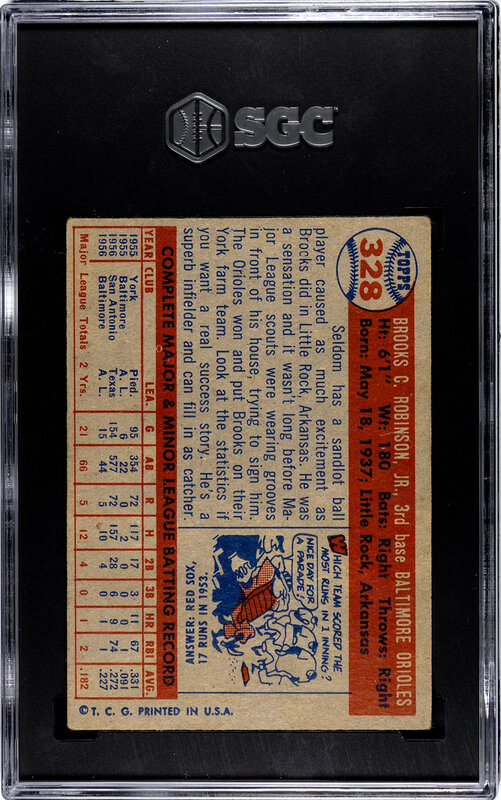 SGC
TOPPS
328
BROOKS C. ROBINSON, JR., 3rd base BALTIMORE ORIOLES
Ht: 6'1" Wt: 180 Bats: Right Throws: Right
Born: May 18, 1937; Little Rock, Arkansas
Seldom has a sandlot ball
player caused as much excitement as
Brooks did in Little Rock, Arkansas. He was
a sensation and it wasn't long before Ma-
jor League scouts were wearing grooves
in front of his house, trying to sign him.
The Orioles won and put Brooks on their
York farm team. Look at the statistics if
you want a real success story. He's a
superb infielder and can fill in as catcher.
WHICH TEAM SCORED THE
MOST RUNS IN 1 INNING?
NICE DAY FOR
A PARADE!
ANSWER: RED SOX,
17 RUNS IN 1953.
COMPLETE MAJOR & MINOR LEAGUE BATTING RECORD
YEAR CLUB LEA. G AB R H 2B 3B HR RBI AVG.
1955 York Pied. 95 354 72 117 17 3 11 67 .331
1955 Baltimore A. L. 6 22 0 2 0 0 0 1 .091
1956 San Antonio Texas 154 577 72 157 28 6 9 74 .272
1956 Baltimore A. L. 15 44 5 10 4 0 1 1 .227
Major League Totals 2 Yrs. 21 66 5 12 4 0 1 2 .182
© T. C. G. PRINTED IN U.S.A.